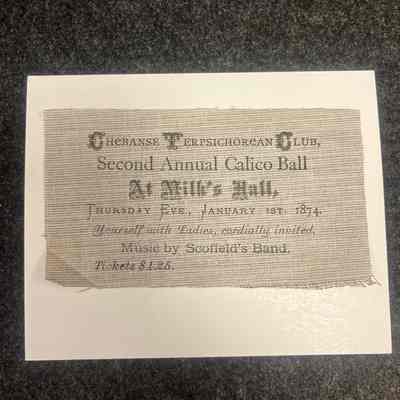 Chebanse Terpsichorean Club,
Second Annual Calico Ball
At Milk's Hall,
Thursday Eve., January 1st. 1874.
Yourself with Ladies, cordially invited.
Music by Scofield's Band.
Tickets $1.25.